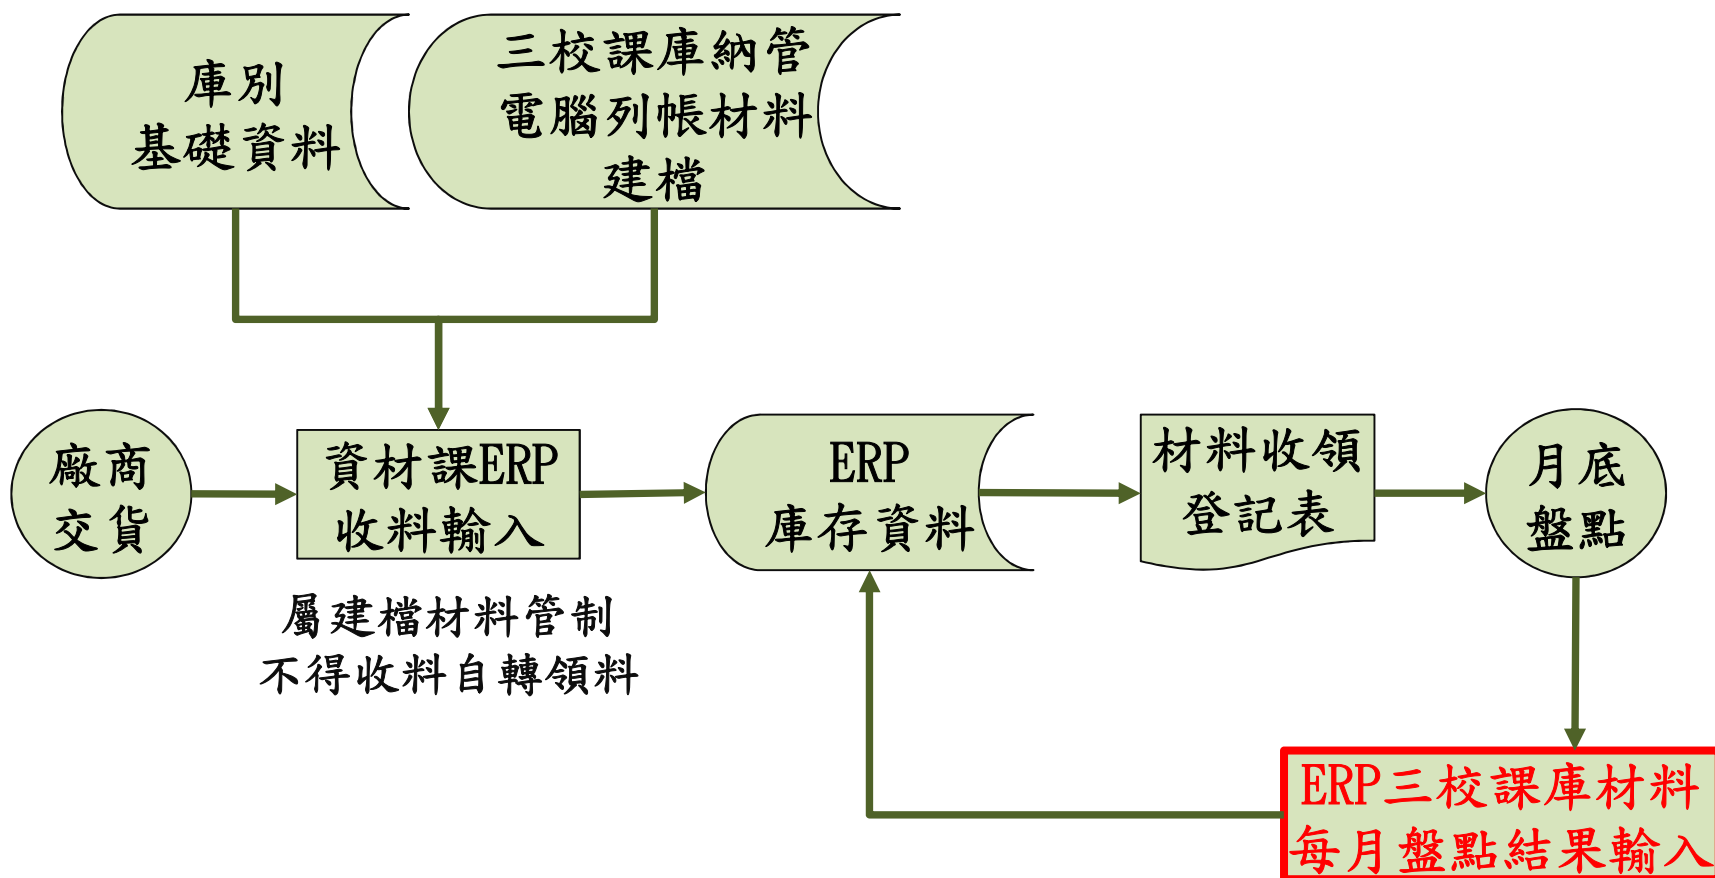 庫別
基礎資料
三校課庫納管
電腦列帳材料
建檔
廠商
交貨
資材課ERP
收料輸入
屬建檔材料管制
不得收料自轉領料
ERP
庫存資料
材料收領
登記表
月底
盤點
ERP三校課庫材料
每月盤點結果輸入